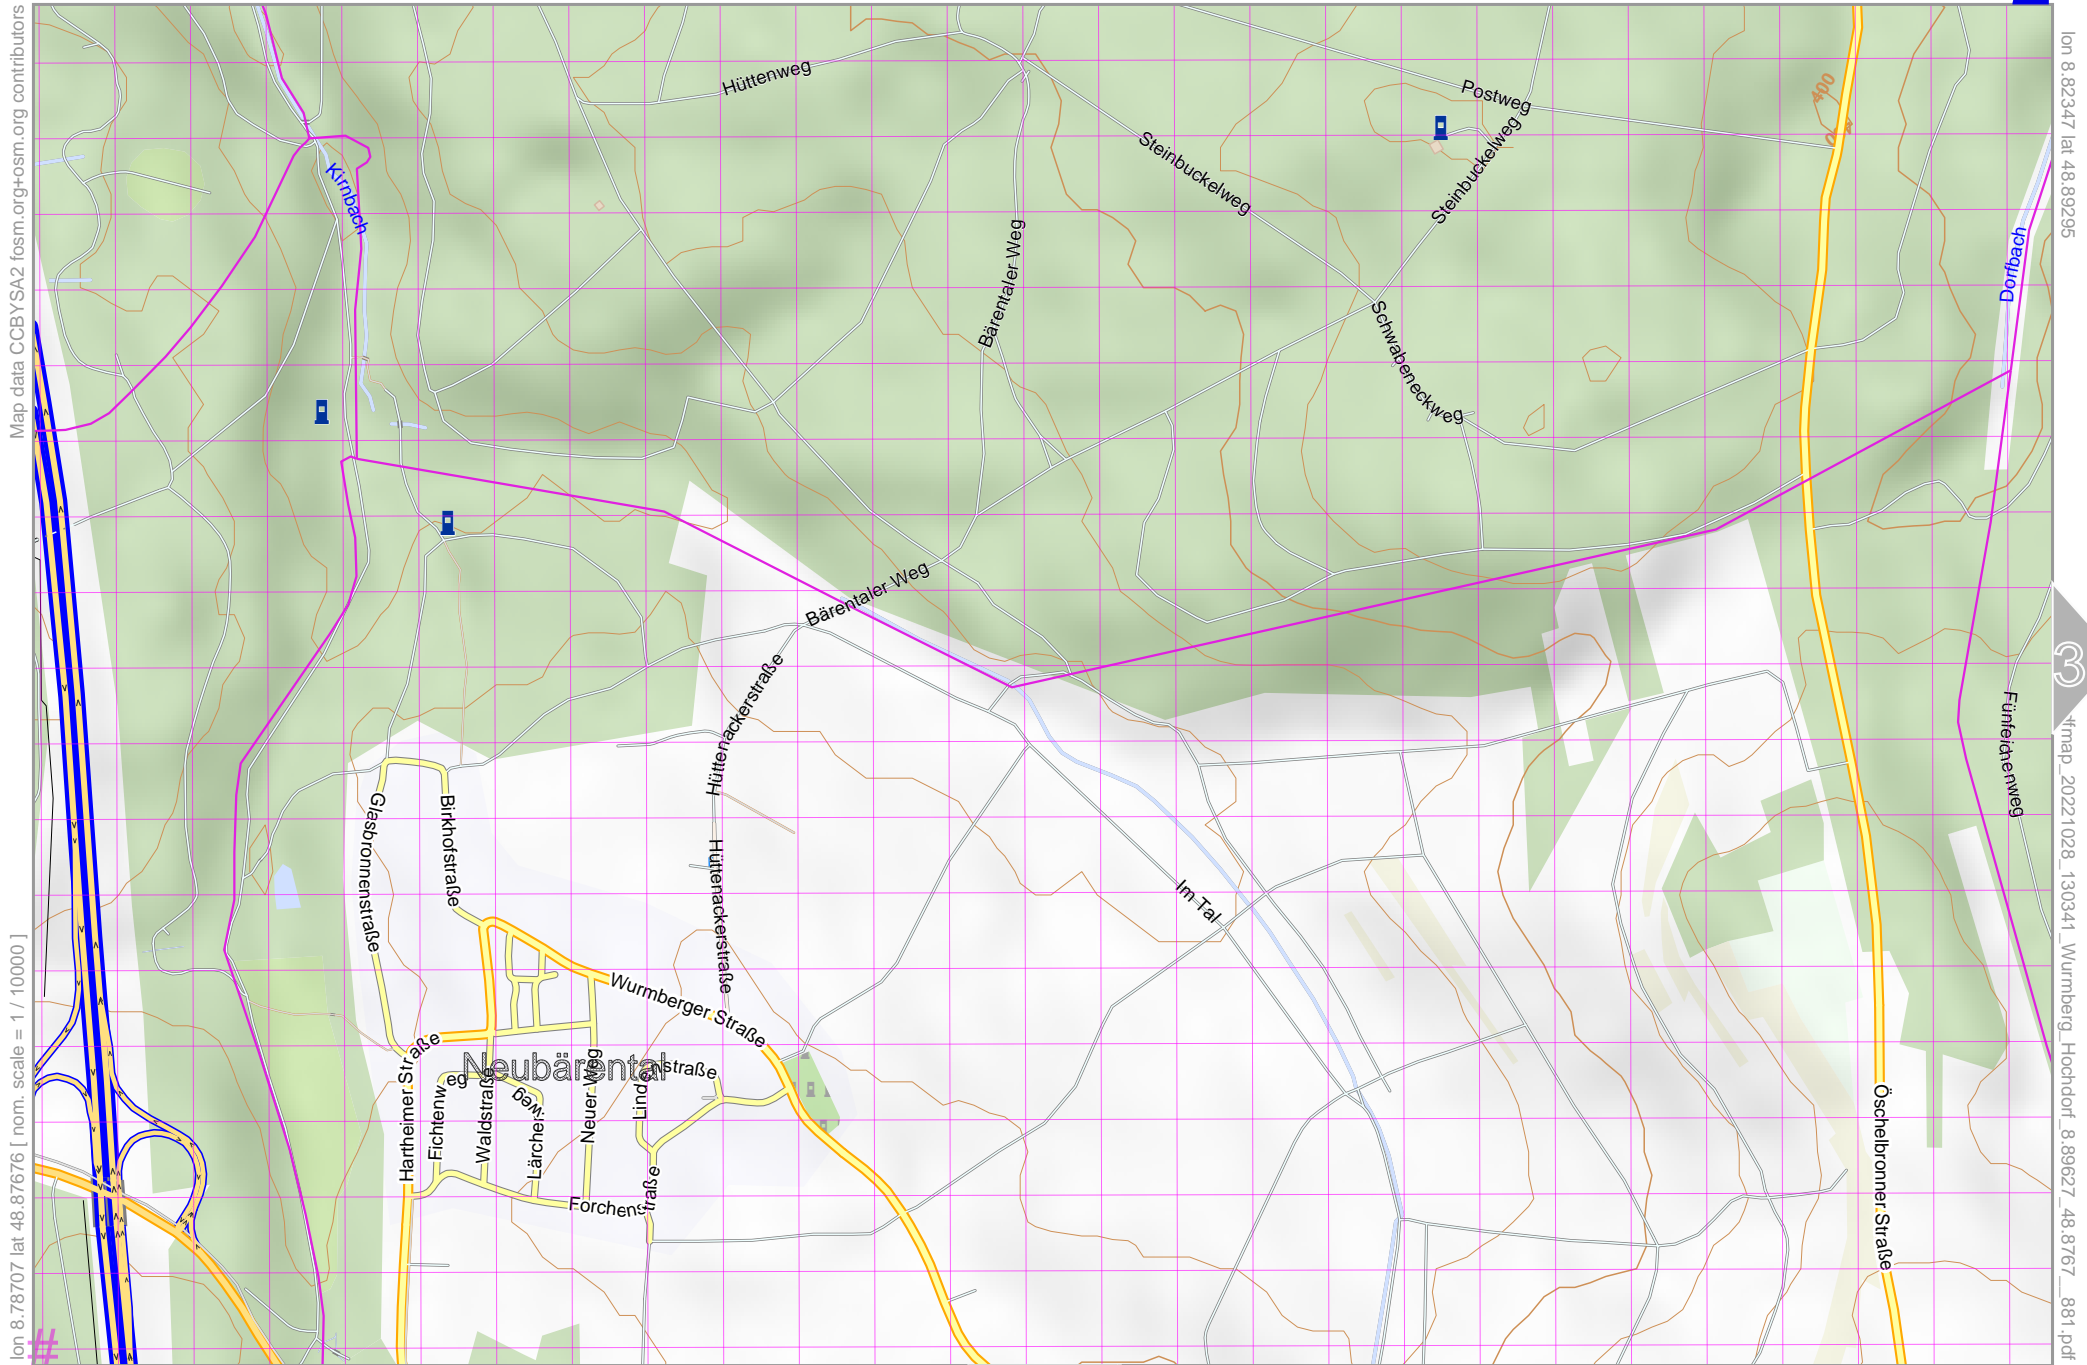 Map data CCBYSA2 fosm.org+osm.org contributors
lon 8.78707 lat 48.87676 [ nom. scale = 1 / 10000 ]
lon 8.82347 lat 48.89295
ffmap_20221028_130341_Wurmberg_Hochdorf_8.89627_48.8767__881.pdf
3
#
Hüttenweg
Postweg
400
Steinbuckelweg
Steinbuckelweg
Kirnbach
Bärentaler Weg
Dorfbach
Schwabeneckweg
Bärentaler Weg
Hüttenackerstraße
Fünfeichenweg
Glasbronnenstraße
Birkhofstraße
Hüttenackerstraße
Im Tal
Wurmberger Straße
Neubärental
Hartheimer Straße
Fichtenweg
Waldstraße
Lärchenweg
Neuer Weg
Lindenstraße
Forchenstraße
Öschelbronner Straße